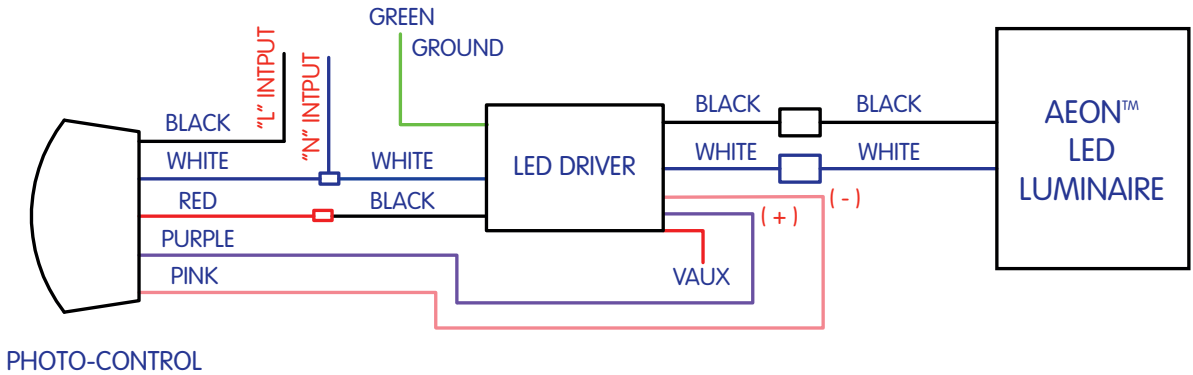 GREEN
GROUND
"L" INTPUT
"N" INTPUT
BLACK
WHITE
WHITE
RED
BLACK
PURPLE
PINK
LED DRIVER
BLACK
BLACK
WHITE
WHITE
( + )
( - )
VAUX
AEON™
LED
LUMINAIRE
PHOTO-CONTROL